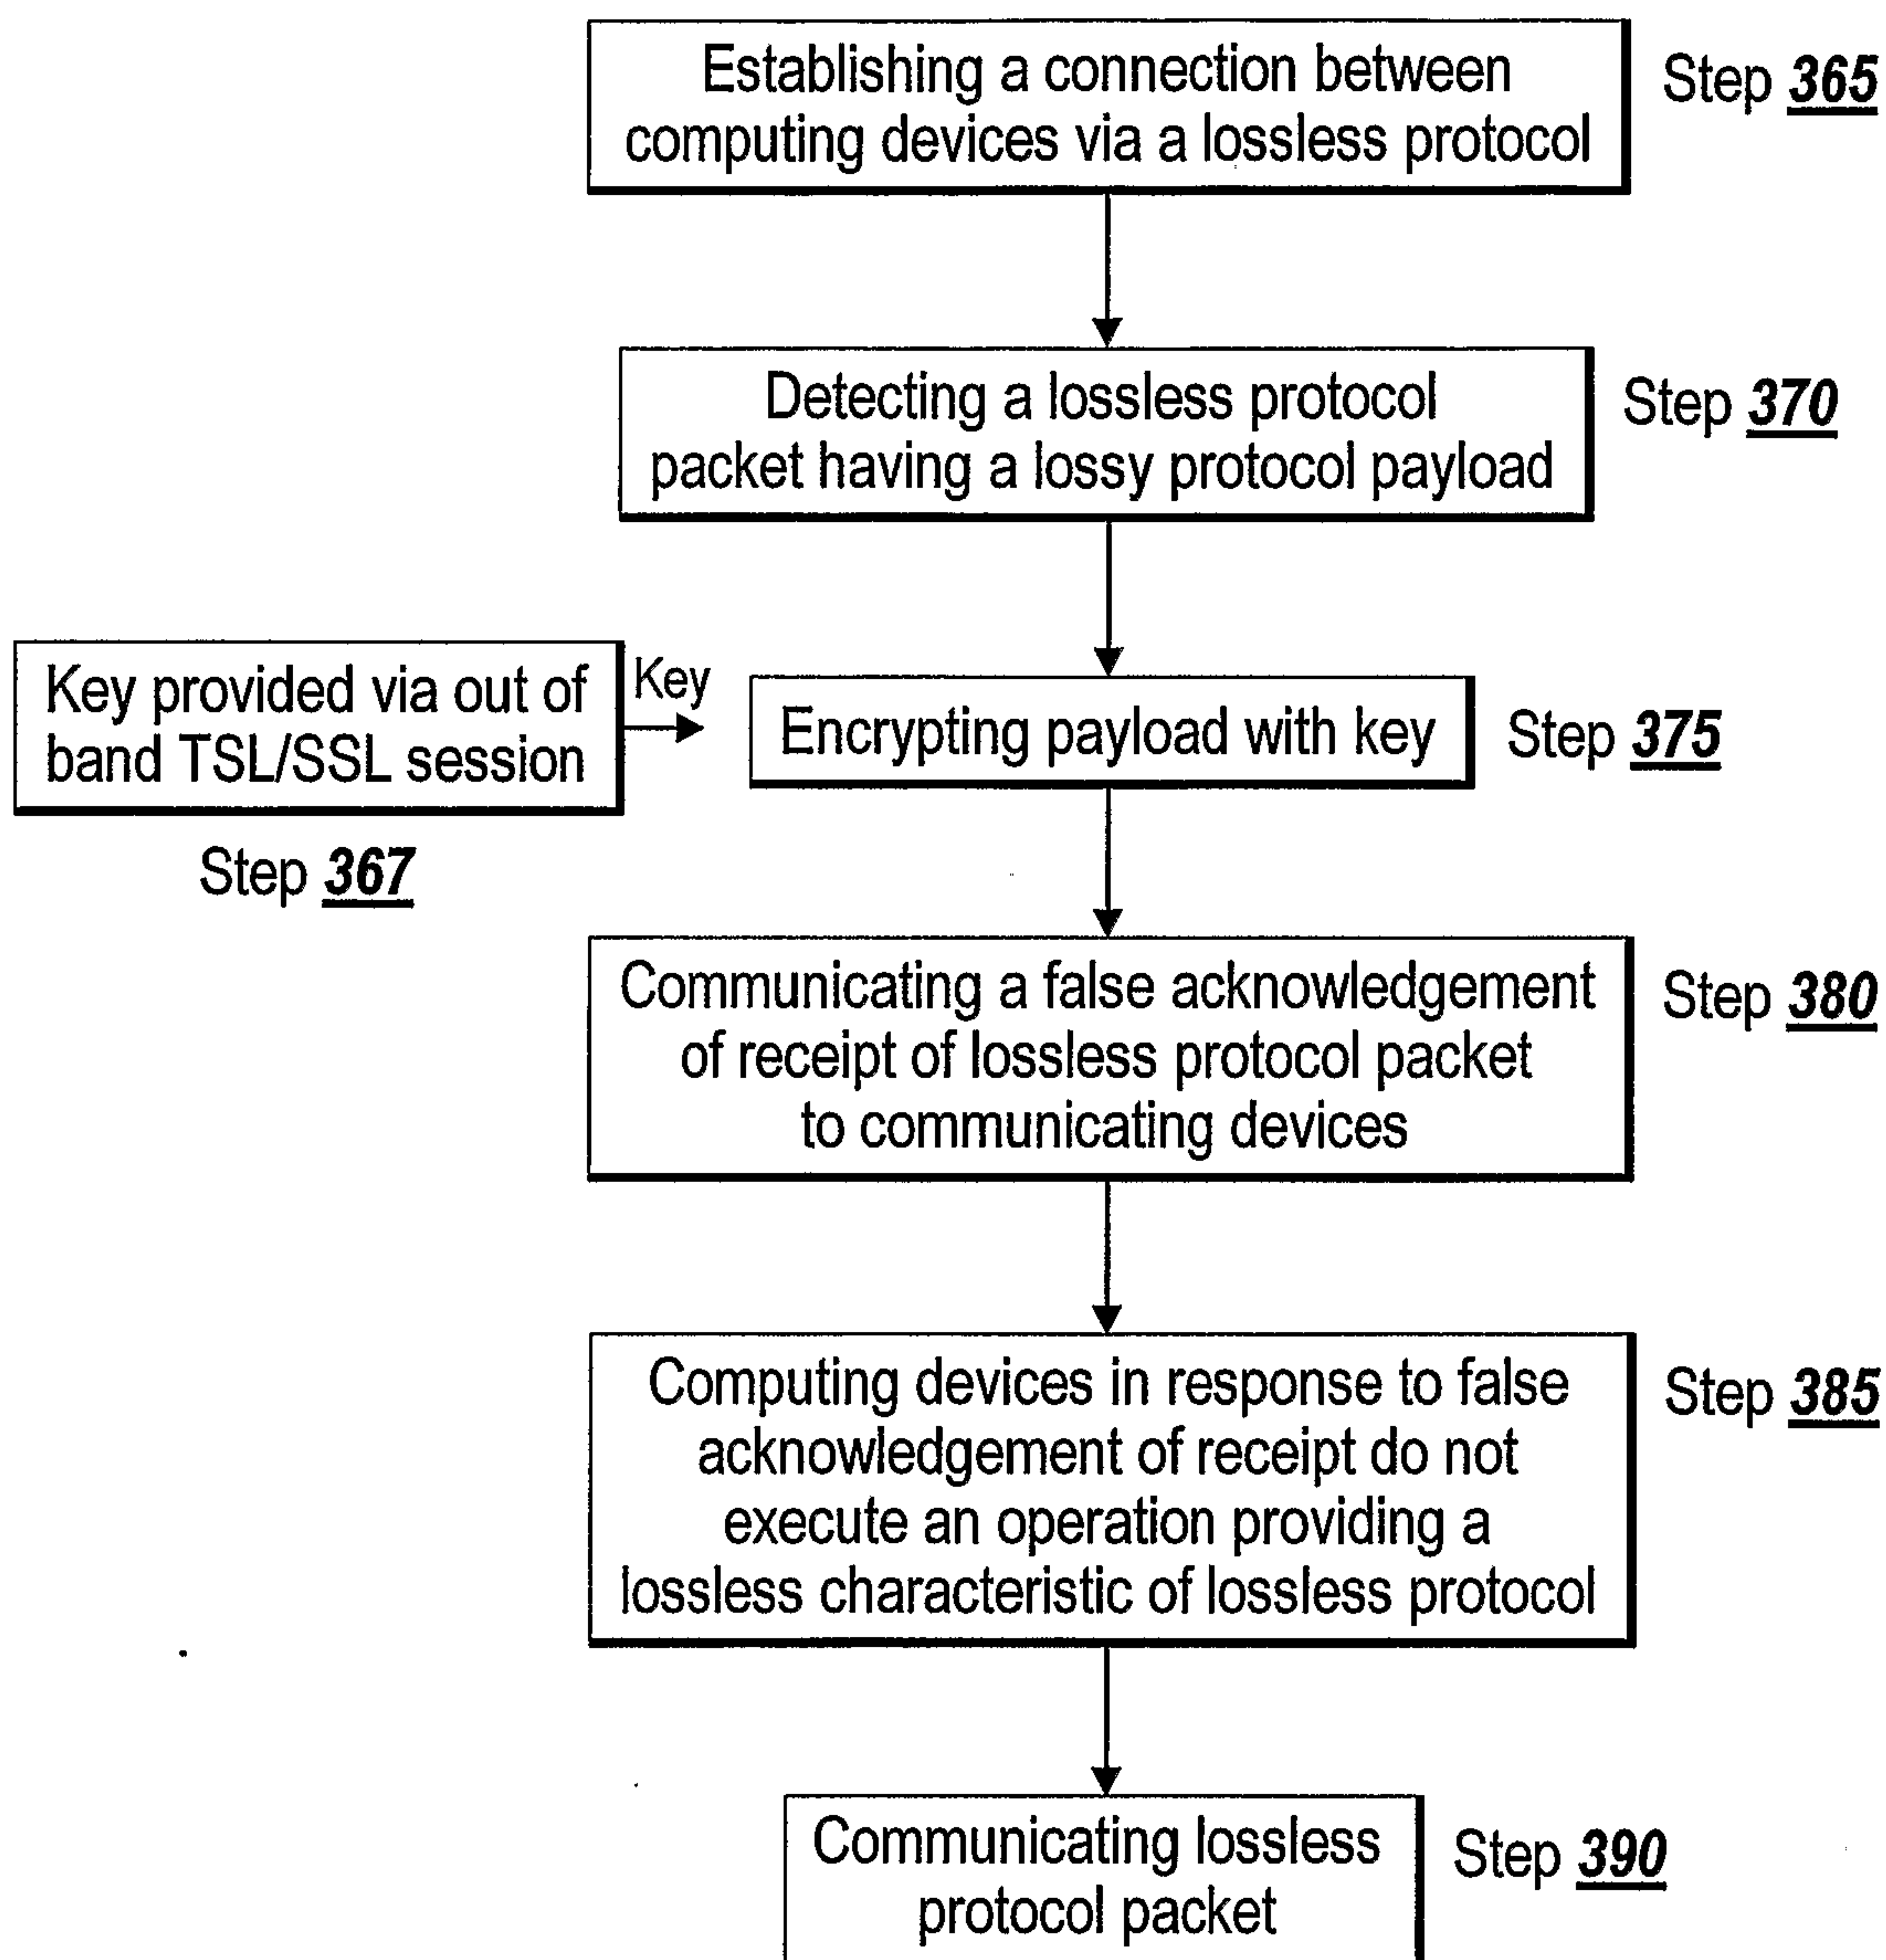 Establishing a connection between
computing devices via a lossless protocol
Step 365
Detecting a lossless protocol
packet having a lossy protocol payload
Step 370
Key provided via out of
band TSL/SSL session
Step 367
Key
Encrypting payload with key
Step 375
Communicating a false acknowledgement
of receipt of lossless protocol packet
to communicating devices
Step 380
Computing devices in response to false
acknowledgement of receipt do not
execute an operation providing a
lossless characteristic of lossless protocol
Step 385
Communicating lossless
protocol packet
Step 390